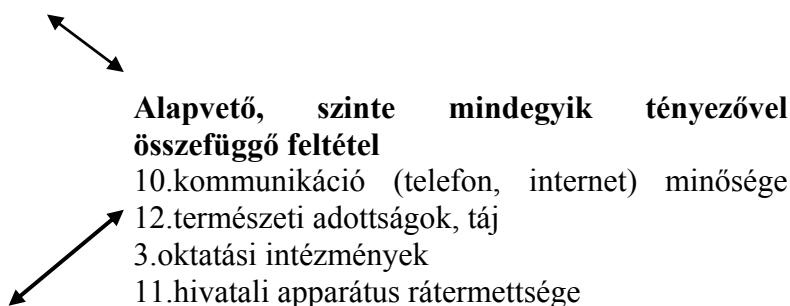 Alapvető, szinte mindegyik tényezővel
összefüggő feltétel
10.kommunikáció (telefon, internet) minősége
12.természeti adottságok, táj
3.oktatási intézmények
11.hivatali apparátus rátermettsége